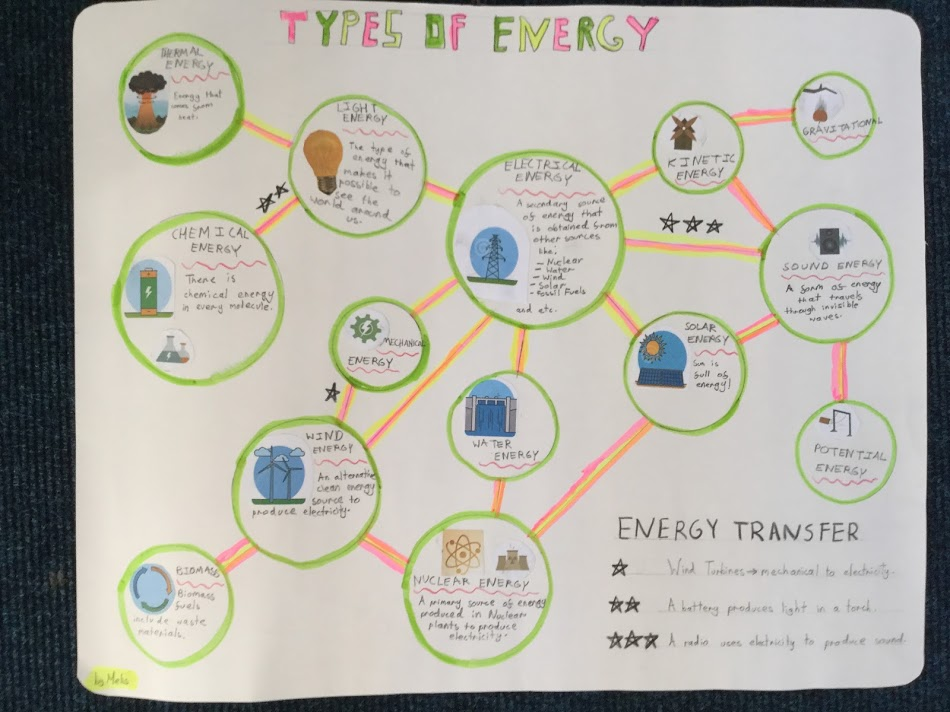 TYPES OF ENERGY
THERMAL
ENERGY
Energy that
comes from
heat.
LIGHT
ENERGY
The type of
energy that
makes it
possible to
see the
world around
us.
ELECTRICAL
ENERGY
A secondary source
of energy that
is obtained from
other sources
like:
- Nuclear
- Water
- Wind
- Solar
- Fossil Fuels
and etc.
KINETIC
ENERGY
GRAVITATIONAL
CHEMICAL
ENERGY
There is
chemical energy
in every molecule.
SOUND ENERGY
A form of energy
that travels
through invisible
waves.
MECHANICAL
ENERGY
SOLAR
ENERGY
Sun is
full of
energy!
WATER
ENERGY
WIND
ENERGY
An alternative
clean energy
source to
produce electricity.
POTENTIAL
ENERGY
BIOMASS
Biomass
fuels
include waste
materials.
NUCLEAR ENERGY
A primary source of energy
produced in Nuclear
plants to produce
electricity.
ENERGY TRANSFER
☆ Wind Turbines → mechanical to electricity.
☆☆ A battery produces light in a torch.
☆☆☆ A radio uses electricity to produce sound.
by